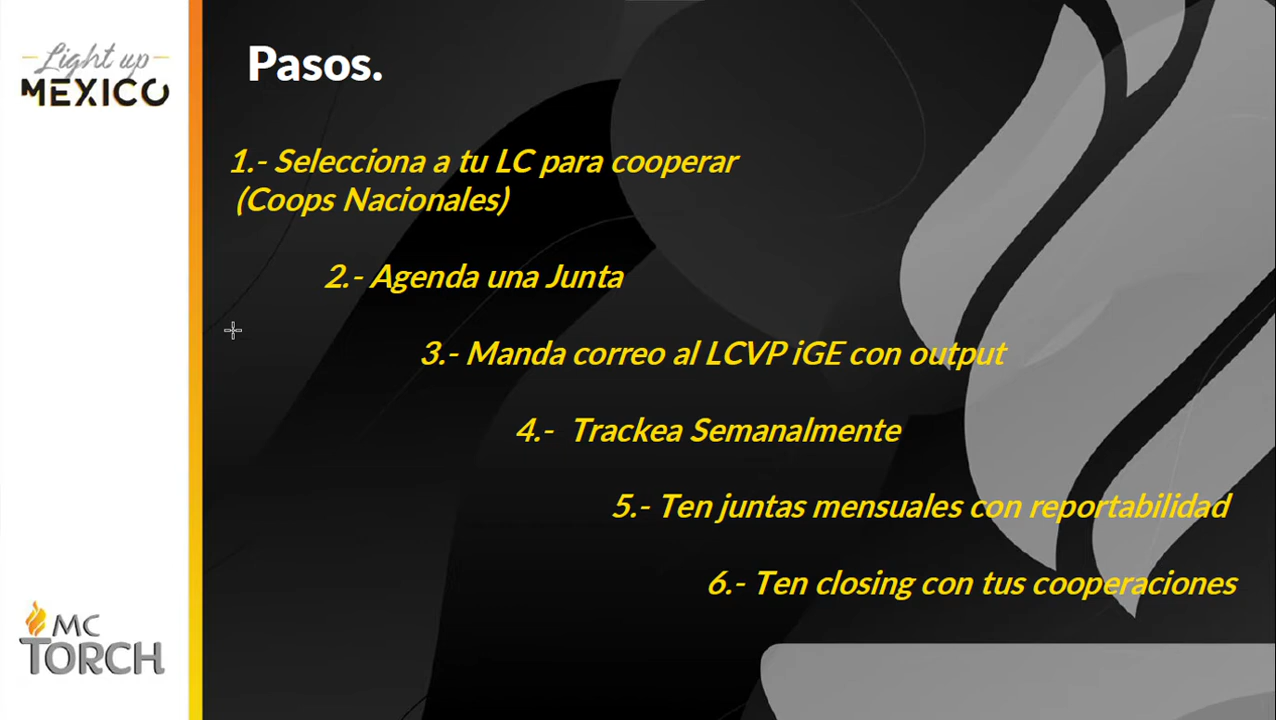 Light up
MEXICO
Pasos.
1.- Selecciona a tu LC para cooperar
(Coops Nacionales)
2.- Agenda una Junta
3.- Manda correo al LCVP iGE con output
4.- Trackea Semanalmente
5.- Ten juntas mensuales con reportabilidad
6.- Ten closing con tus cooperaciones
MC
TORCH